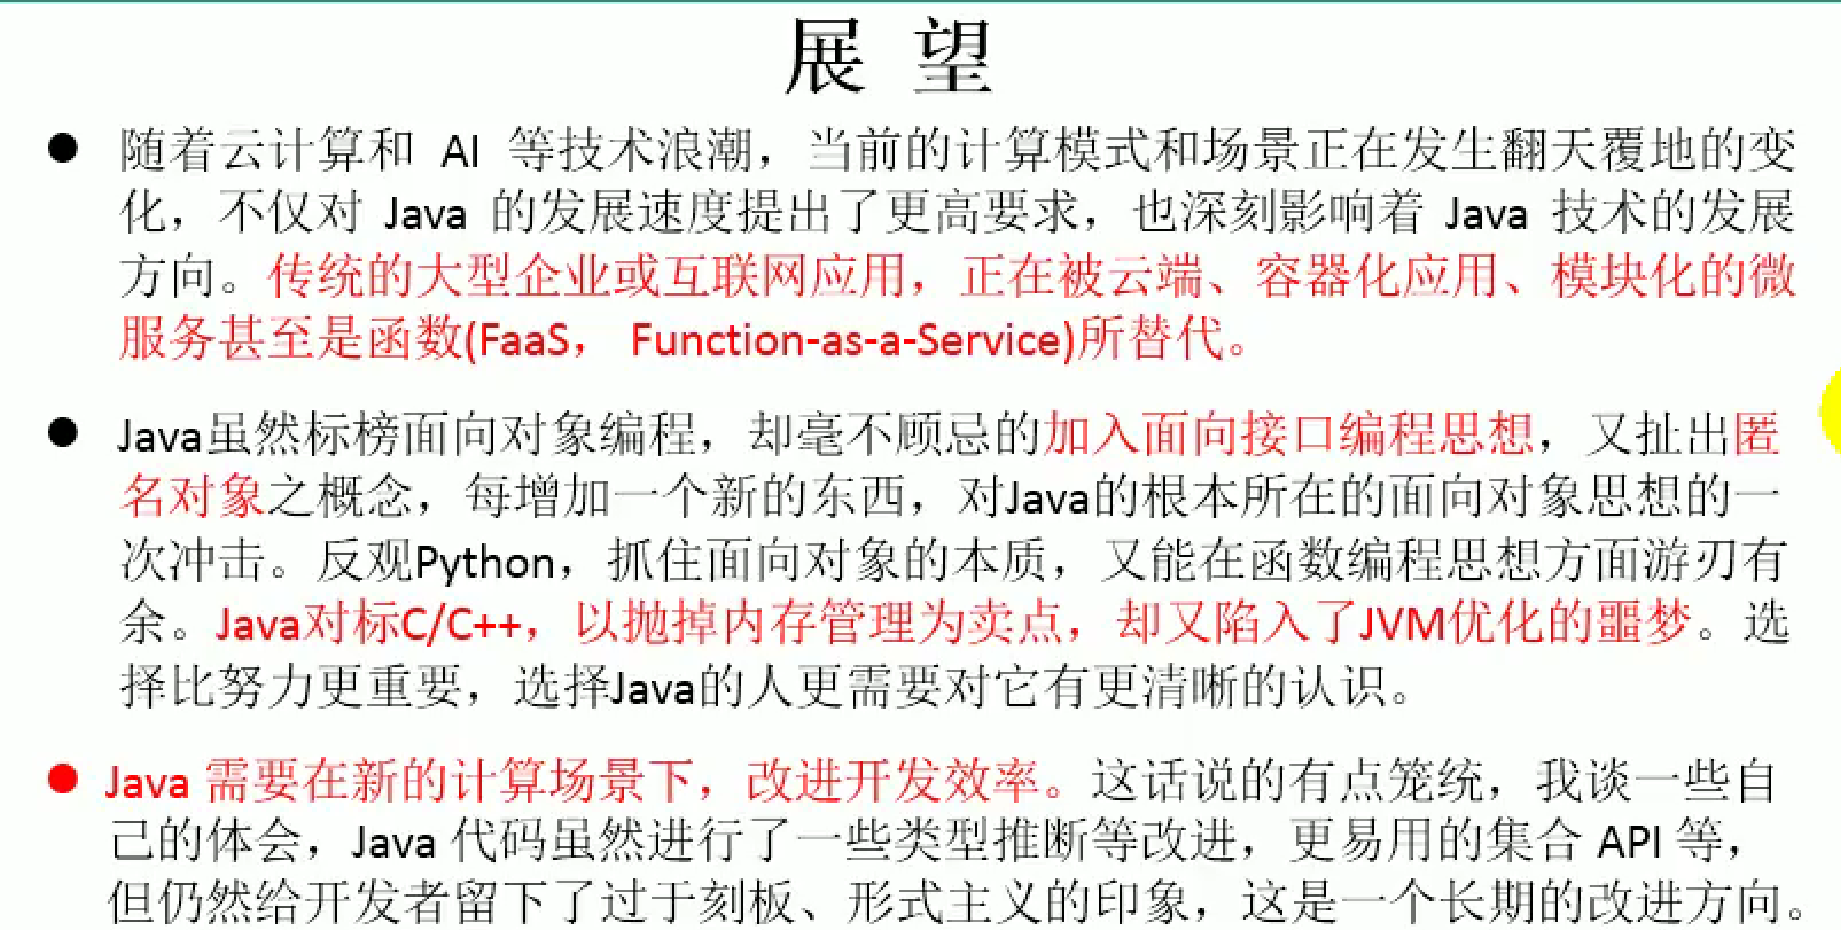 展 望
● 随着云计算和 AI 等技术浪潮，当前的计算模式和场景正在发生翻天覆地的变
化，不仅对 Java 的发展速度提出了更高要求，也深刻影响着 Java 技术的发展
方向。传统的大型企业或互联网应用，正在被云端、容器化应用、模块化的微
服务甚至是函数(FaaS， Function-as-a-Service)所替代。
● Java虽然标榜面向对象编程，却毫不顾忌的加入面向接口编程思想，又扯出匿
名对象之概念，每增加一个新的东西，对Java的根本所在的面向对象思想的一
次冲击。反观Python，抓住面向对象的本质，又能在函数编程思想方面游刃有
余。Java对标C/C++，以抛掉内存管理为卖点，却又陷入了JVM优化的噩梦。选
择比努力更重要，选择Java的人更需要对它有更清晰的认识。
● Java 需要在新的计算场景下，改进开发效率。这话说的有点笼统，我谈一些自
己的体会，Java 代码虽然进行了一些类型推断等改进，更易用的集合 API 等，
但仍然给开发者留下了过于刻板、形式主义的印象，这是一个长期的改进方向。